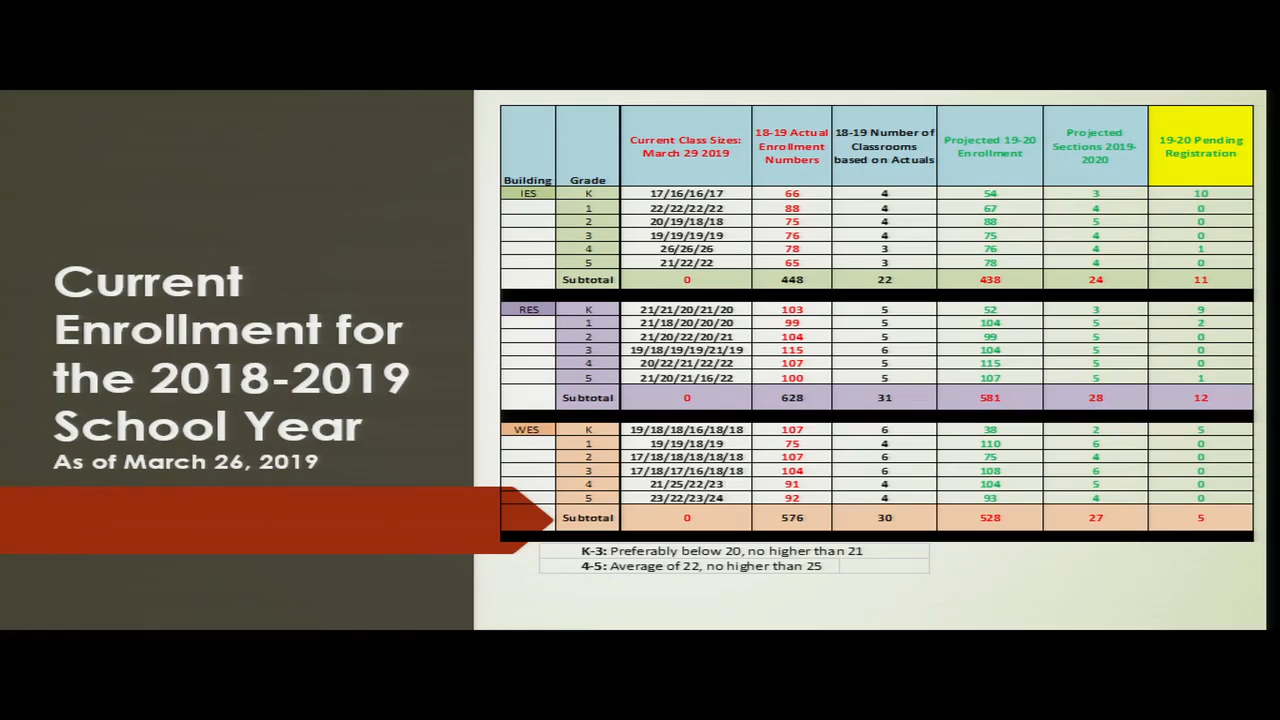 Current
Enrollment for
the 2018-2019
School Year
As of March 26, 2019
Building Grade Current Class Sizes: March 29 2019 18-19 Actual Enrollment Numbers 18-19 Number of Classrooms based on Actuals Projected 19-20 Enrollment Projected Sections 2019-2020 19-20 Pending Registration
IES K 17/16/16/17 66 4 54 3 10
1 22/22/22/22 88 4 67 4 0
2 20/19/18/18 75 4 88 5 0
3 19/19/19/19 76 4 75 4 0
4 26/26/26 78 3 76 4 1
5 21/22/22 65 3 78 4 0
Subtotal 0 448 22 438 24 11
RES K 21/21/20/21/20 103 5 52 3 9
1 21/18/20/20/20 99 5 104 5 2
2 21/20/22/20/21 104 5 99 5 0
3 19/18/19/19/21/19 115 6 104 5 0
4 20/22/21/22/22 107 5 115 5 0
5 21/20/21/16/22 100 5 107 5 1
Subtotal 0 628 31 581 28 12
WES K 19/18/18/16/18/18 107 6 38 2 5
1 19/19/18/19 75 4 110 6 0
2 17/18/18/18/18/18 107 6 75 4 0
3 17/18/17/16/18/18 104 6 108 6 0
4 21/25/22/23 91 4 104 5 0
5 23/22/23/24 92 4 93 4 0
Subtotal 0 576 30 528 27 5
K-3: Preferably below 20, no higher than 21
4-5: Average of 22, no higher than 25